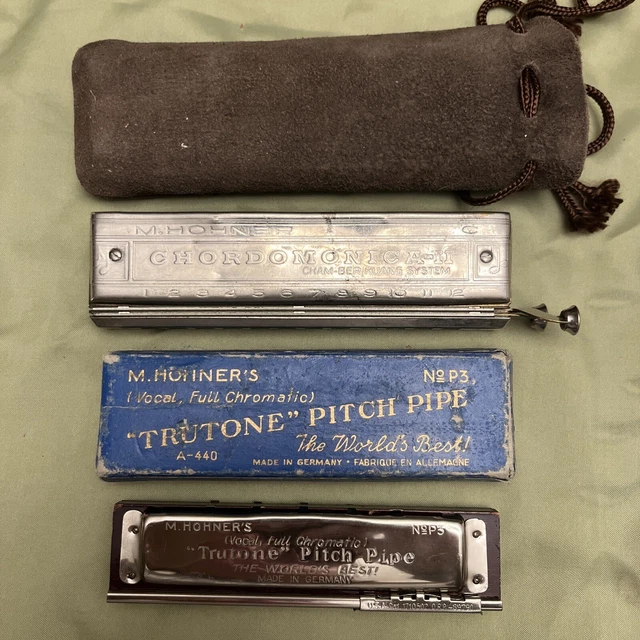 M. HOHNER C
CHORDOMONICA-II
CHAM-BER HUANG SYSTEM
1 2 3 4 5 6 7 8 9 10 11 12
M. HOHNER'S NO P3
(Vocal, Full Chromatic)
"TRUTONE" PITCH PIPE
The World's Best!
A-440
MADE IN GERMANY • FABRIQUE EN ALLEMAGNE
M. HOHNER'S NO P3
(Vocal, Full Chromatic)
"Trutone" Pitch Pipe
THE WORLD'S BEST!
MADE IN GERMANY